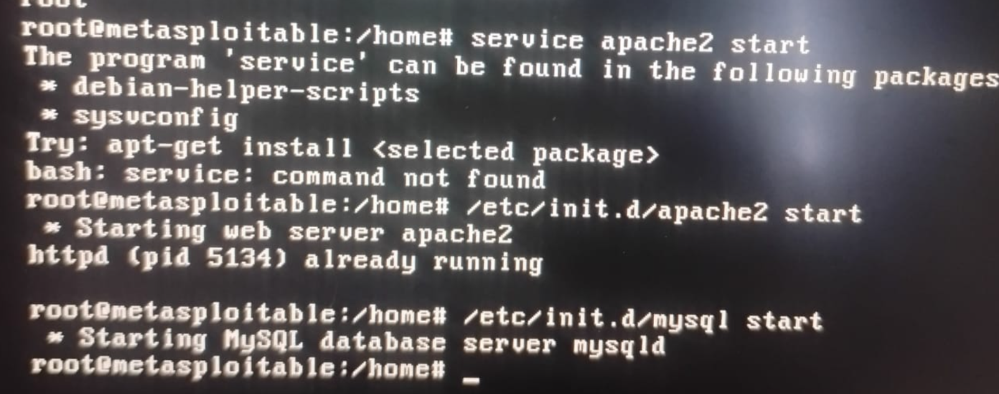 root
root@metasploitable:/home# service apache2 start
The program 'service' can be found in the following packages
 * debian-helper-scripts
 * sysvconfig
Try: apt-get install <selected package>
bash: service: command not found
root@metasploitable:/home# /etc/init.d/apache2 start
 * Starting web server apache2
httpd (pid 5134) already running
root@metasploitable:/home# /etc/init.d/mysql start
 * Starting MySQL database server mysqld
root@metasploitable:/home# _